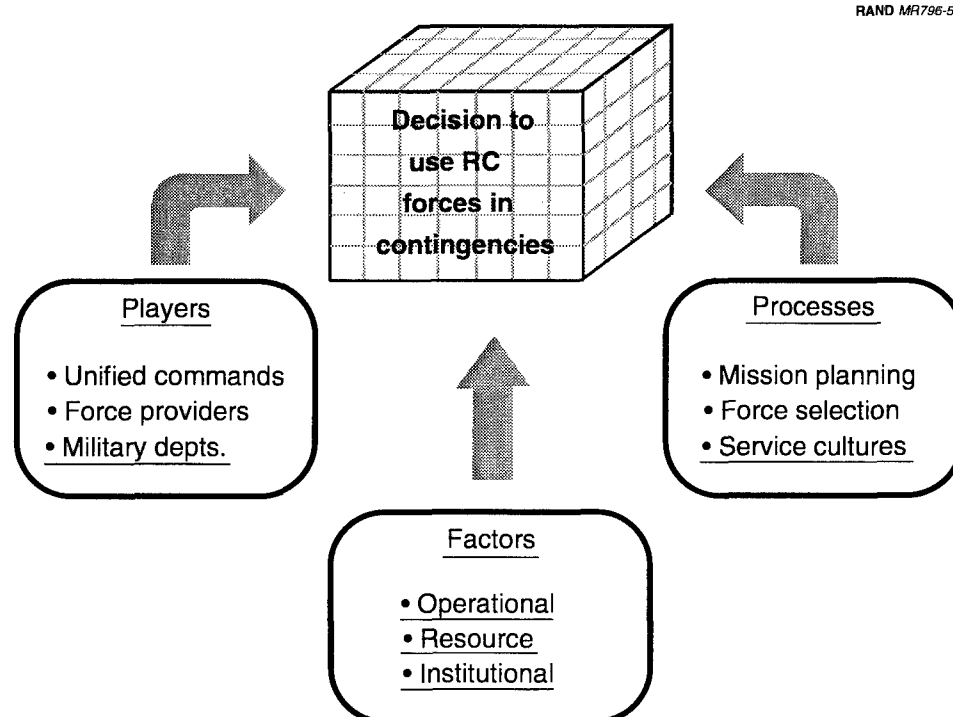 RAND MR796-5
Decision to
use RC
forces in
contingencies
Players
• Unified commands
• Force providers
• Military depts.
Processes
• Mission planning
• Force selection
• Service cultures
Factors
• Operational
• Resource
• Institutional